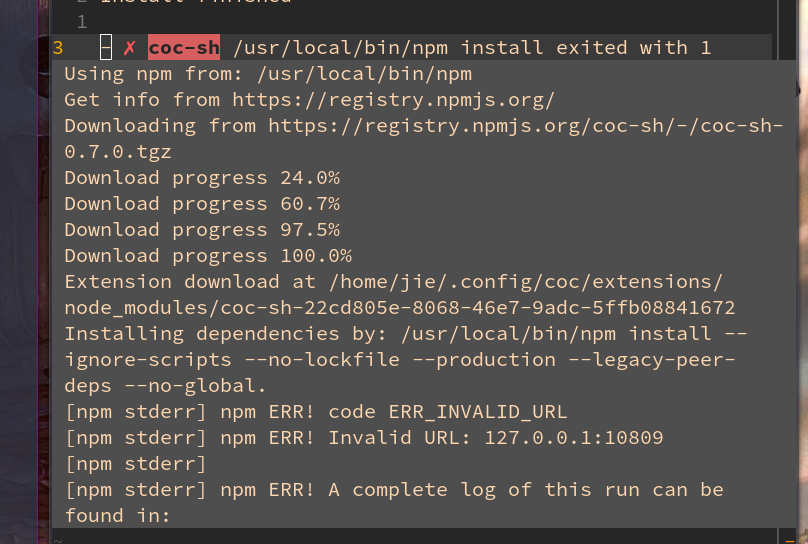 2 Install finished
1
3 - ✗ coc-sh /usr/local/bin/npm install exited with 1
Using npm from: /usr/local/bin/npm
Get info from https://registry.npmjs.org/
Downloading from https://registry.npmjs.org/coc-sh/-/coc-sh-
0.7.0.tgz
Download progress 24.0%
Download progress 60.7%
Download progress 97.5%
Download progress 100.0%
Extension download at /home/jie/.config/coc/extensions/
node_modules/coc-sh-22cd805e-8068-46e7-9adc-5ffb08841672
Installing dependencies by: /usr/local/bin/npm install --
ignore-scripts --no-lockfile --production --legacy-peer-
deps --no-global.
[npm stderr] npm ERR! code ERR_INVALID_URL
[npm stderr] npm ERR! Invalid URL: 127.0.0.1:10809
[npm stderr]
[npm stderr] npm ERR! A complete log of this run can be
found in:
~